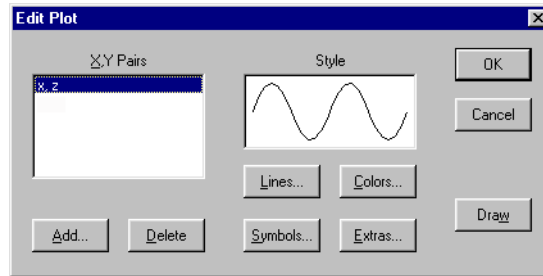 Edit Plot
X,Y Pairs
x, z
Style
OK
Cancel
Lines...
Colors...
Add...
Delete
Symbols...
Extras...
Draw